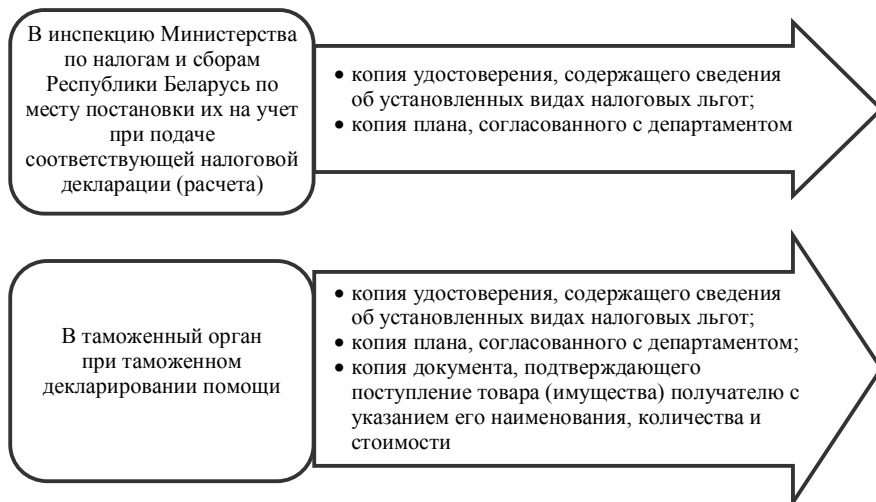 В инспекцию Министерства
по налогам и сборам
Республики Беларусь по
месту постановки их на учет
при подаче
соответствующей налоговой
декларации (расчета)
• копия удостоверения, содержащего сведения
об установленных видах налоговых льгот;
• копия плана, согласованного с департаментом
В таможенный орган
при таможенном
декларировании помощи
• копия удостоверения, содержащего сведения
об установленных видах налоговых льгот;
• копия плана, согласованного с департаментом;
• копия документа, подтверждающего
поступление товара (имущества) получателю с
указанием его наименования, количества и
стоимости